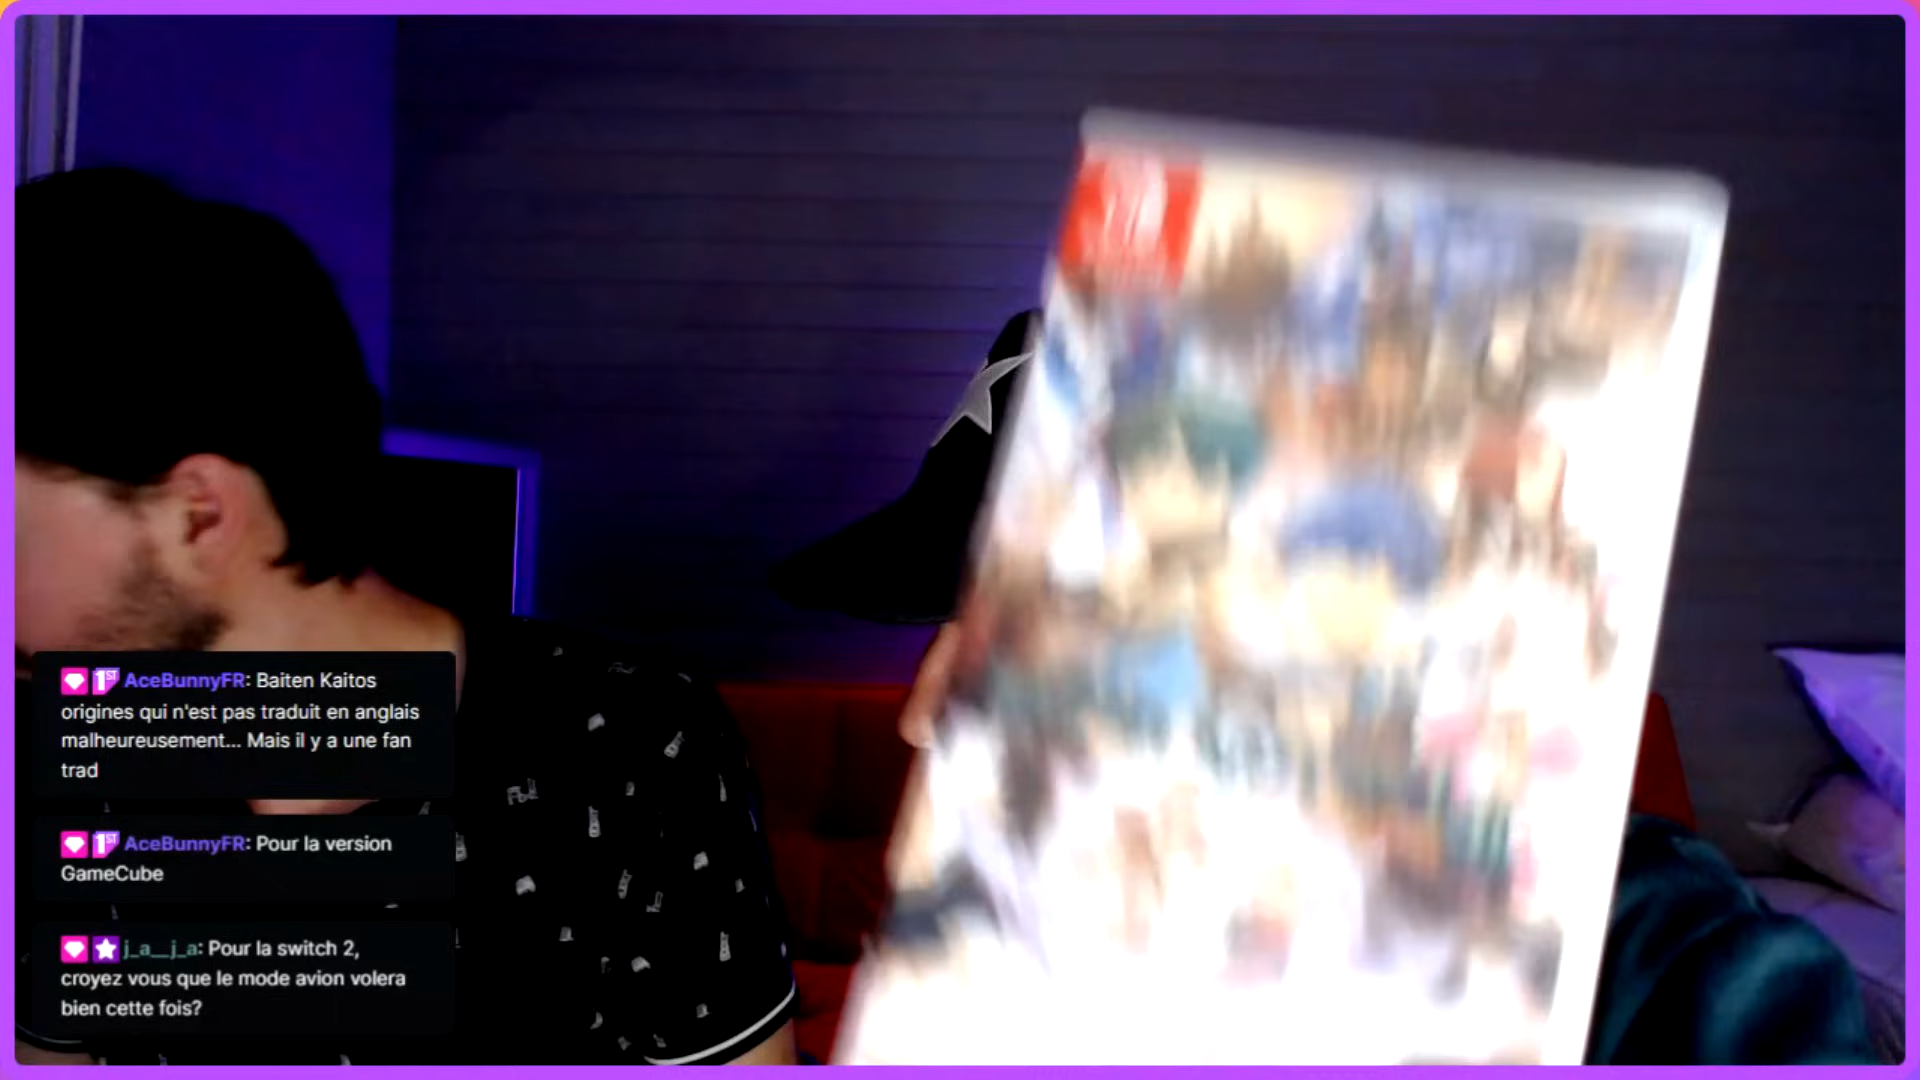 AceBunnyFR: Baiten Kaitos
origines qui n'est pas traduit en anglais
malheureusement... Mais il y a une fan
trad
AceBunnyFR: Pour la version
GameCube
j_a__j_a: Pour la switch 2,
croyez vous que le mode avion volera
bien cette fois?